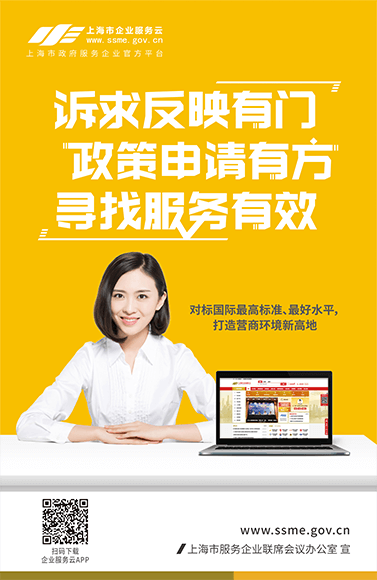 上海市企业服务云
www.ssme.gov.cn
上海市政府服务企业官方平台
诉求反映有门
政策申请有方
寻找服务有效
对标国际最高标准、最好水平,
打造营商环境新高地
扫码下载
企业服务云APP
www.ssme.gov.cn
上海市服务企业联席会议办公室 宣